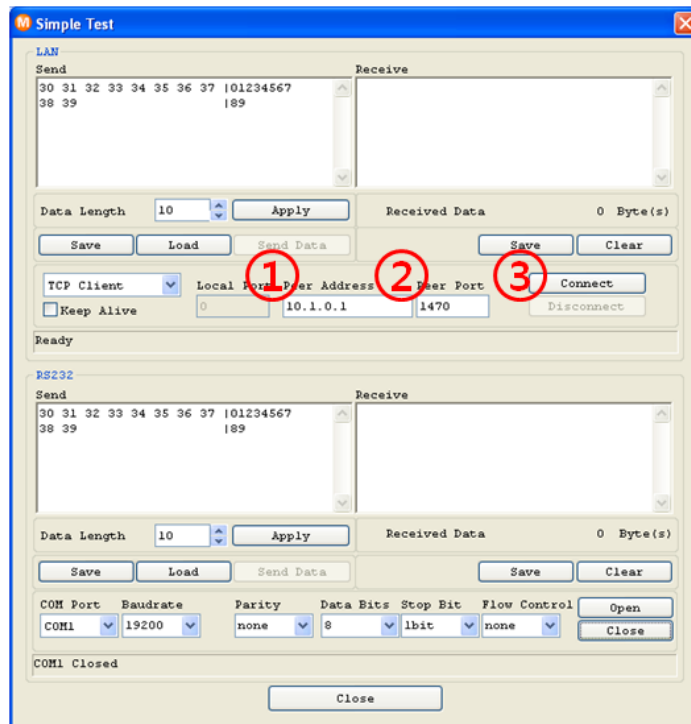 Simple Test
LAN
Send Receive
30 31 32 33 34 35 36 37 |01234567
38 39 |89
Data Length 10 Apply Received Data 0 Byte(s)
Save Load Send Data Save Clear
① ② ③
TCP Client Local Port Peer Address Peer Port Connect
Keep Alive 0 10.1.0.1 1470 Disconnect
Ready
RS232
Send Receive
30 31 32 33 34 35 36 37 |01234567
38 39 |89
Data Length 10 Apply Received Data 0 Byte(s)
Save Load Send Data Save Clear
COM Port Baudrate Parity Data Bits Stop Bit Flow Control Open
COM1 19200 none 8 1bit none Close
COM1 Closed
Close